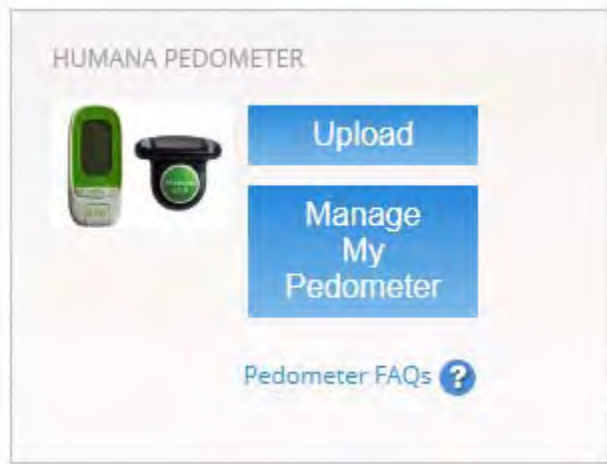 HUMANA PEDOMETER
Upload
Manage
My
Pedometer
Pedometer FAQs ?